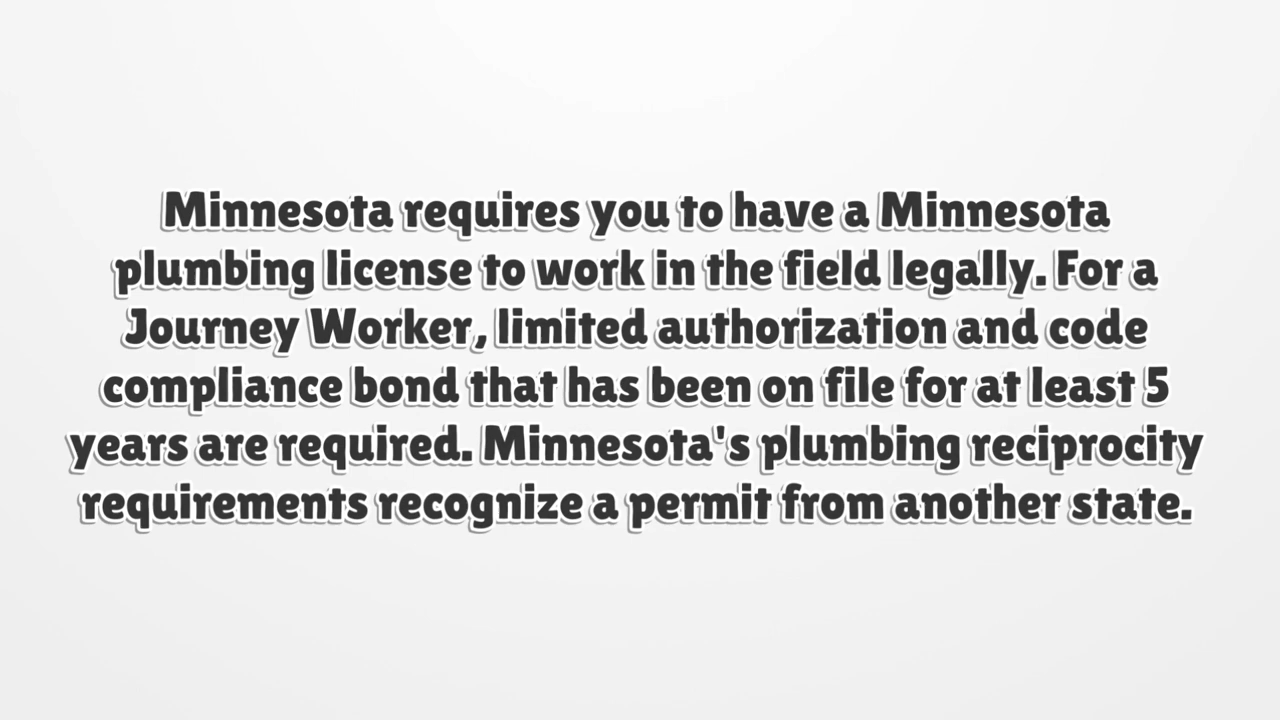 Minnesota requires you to have a Minnesota
plumbing license to work in the field legally. For a
Journey Worker, limited authorization and code
compliance bond that has been on file for at least 5
years are required. Minnesota's plumbing reciprocity
requirements recognize a permit from another state.